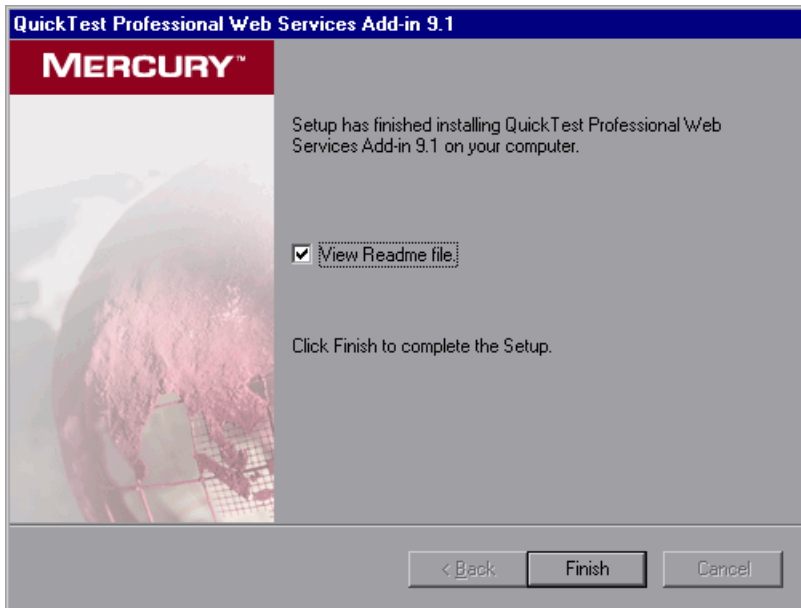 QuickTest Professional Web Services Add-in 9.1
MERCURY™
Setup has finished installing QuickTest Professional Web
Services Add-in 9.1 on your computer.
View Readme file.
Click Finish to complete the Setup.
< Back
Finish
Cancel